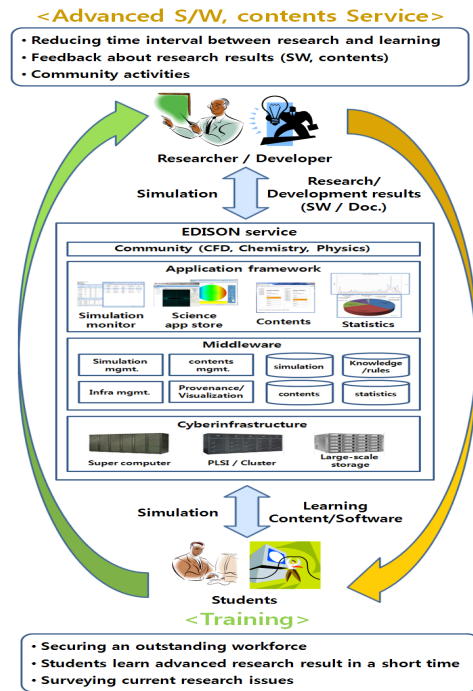 <Advanced S/W, contents Service>
• Reducing time interval between research and learning
• Feedback about research results (SW, contents)
• Community activities
Researcher / Developer
Simulation
Research/
Development results
(SW / Doc.)
EDISON service
Community (CFD, Chemistry, Physics)
Application framework
Simulation
monitor
Science
app store
Contents
Statistics
Middleware
Simulation
mgmt.
contents
mgmt.
simulation
Knowledge
/rules
Infra mgmt.
Provenance/
Visualization
contents
statistics
Cyberinfrastructure
Super computer
PLSI / Cluster
Large-scale
storage
Simulation
Learning
Content/Software
Students
<Training>
• Securing an outstanding workforce
• Students learn advanced research result in a short time
• Surveying current research issues